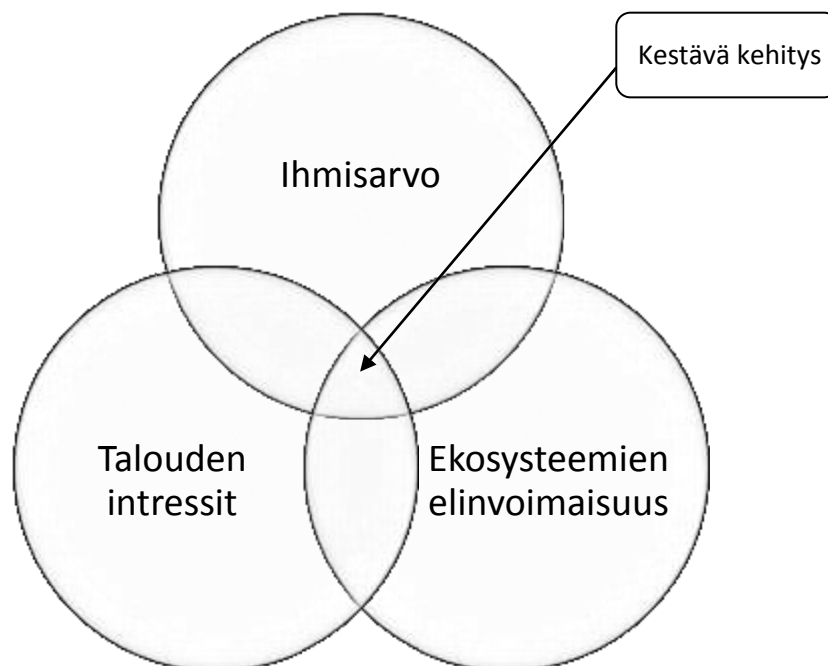 Kestävä kehitys
Ihmisarvo
Talouden
intressit
Ekosysteemien
elinvoimaisuus